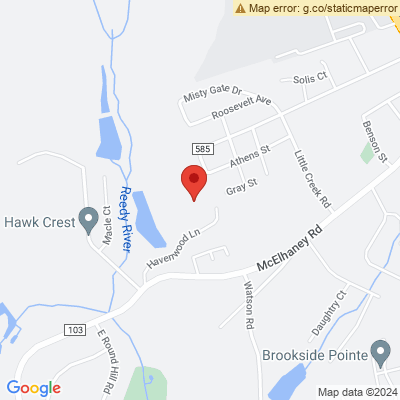 Map error: g.co/staticmaperror
Solis Ct
Misty Gate Dr
Roosevelt Ave
Benson St
585
Athens St
Little Creek Rd
Gray St
Reedy River
Macle Ct
Hawk Crest
Havenwood Ln
McElhaney Rd
Watson Rd
Daughtry Ct
103
E Round Hill Rd
Brookside Pointe
Google
Map data ©2024